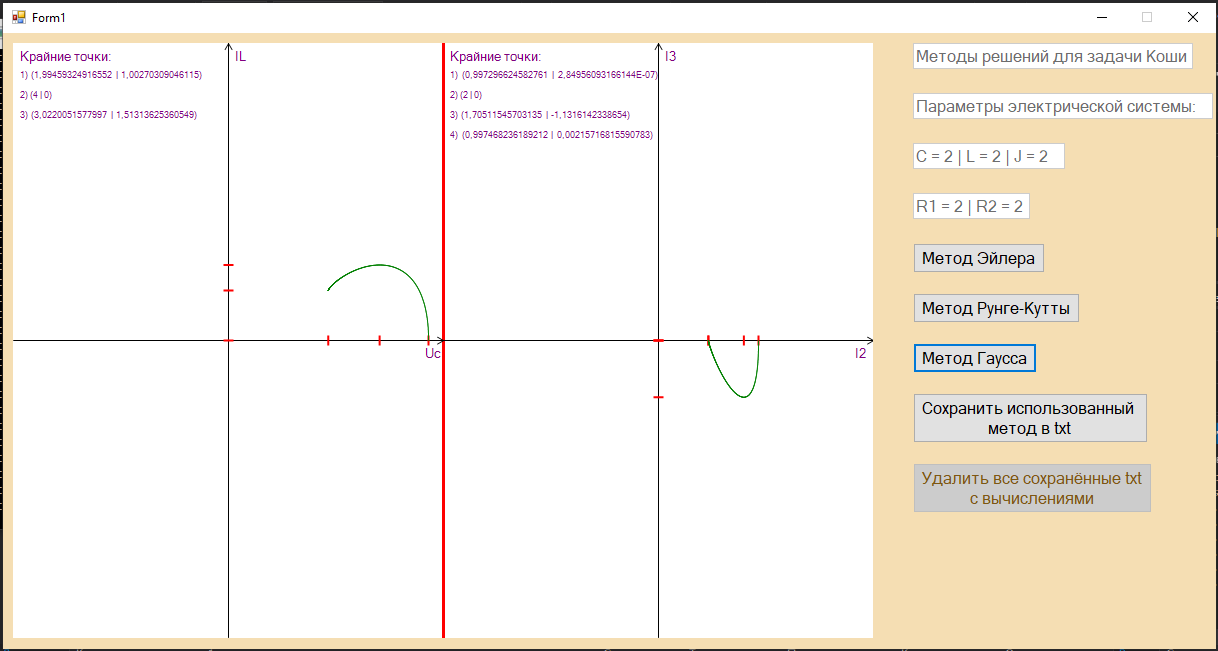 Form1
Крайние точки:
1) (1,99459324916552 | 1,00270309046115)
2) (4 | 0)
3) (3,0220051577997 | 1,51313625360549)
IL
Uc
Крайние точки:
1) (0,997296624582761 | 2,84956093166144E-07)
2) (2 | 0)
3) (1,70511545703135 | -1,1316142338654)
4) (0,997468236189212 | 0,00215716815590783)
I3
I2
Методы решений для задачи Коши
Параметры электрической системы:
C = 2 | L = 2 | J = 2
R1 = 2 | R2 = 2
Метод Эйлера
Метод Рунге-Кутты
Метод Гаусса
Сохранить использованный
метод в txt
Удалить все сохранённые txt
с вычислениями